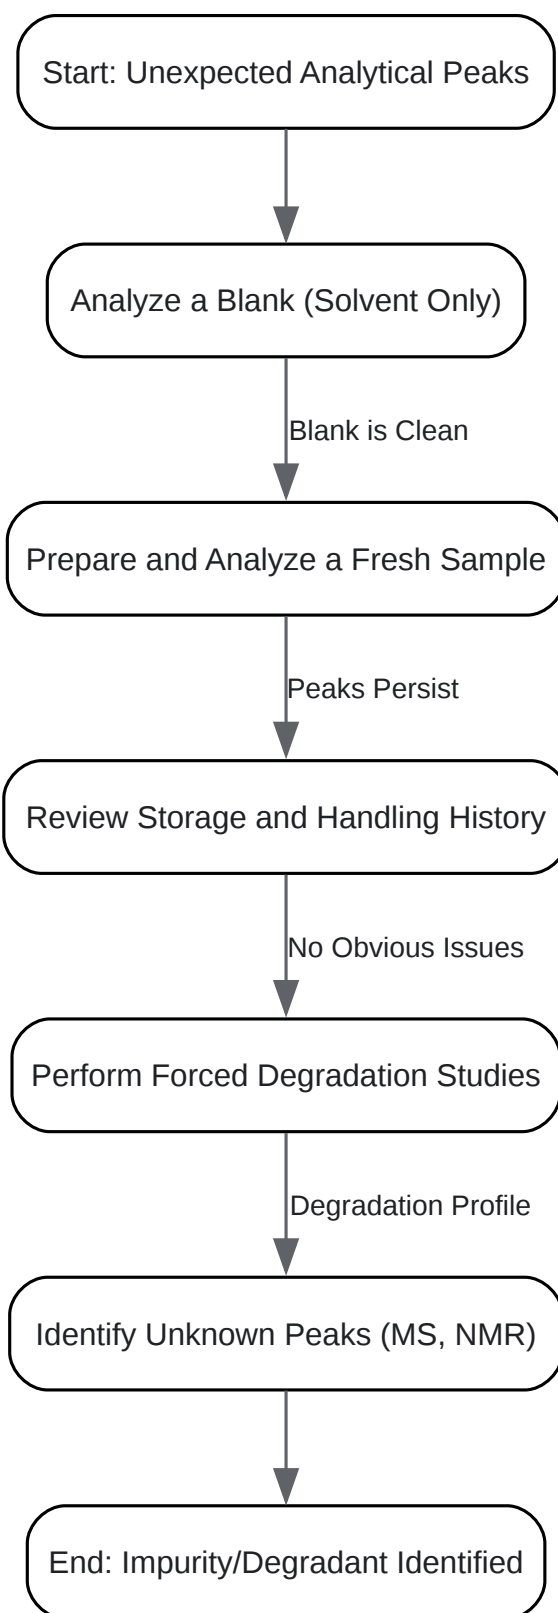 Start: Unexpected Analytical Peaks
Analyze a Blank (Solvent Only)
Blank is Clean
Prepare and Analyze a Fresh Sample
Peaks Persist
Review Storage and Handling History
No Obvious Issues
Perform Forced Degradation Studies
Degradation Profile
Identify Unknown Peaks (MS, NMR)
End: Impurity/Degradant Identified